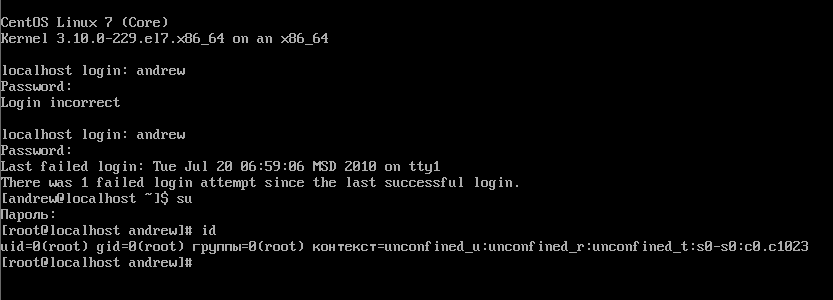 CentOS Linux 7 (Core)
Kernel 3.10.0-229.el7.x86_64 on an x86_64
localhost login: andrew
Password:
Login incorrect
localhost login: andrew
Password:
Last failed login: Tue Jul 20 06:59:06 MSD 2010 on tty1
There was 1 failed login attempt since the last successful login.
[andrew@localhost ~]$ su
Пароль:
[root@localhost andrew]# id
uid=0(root) gid=0(root) группы=0(root) контекст=unconfined_u:unconfined_r:unconfined_t:s0-s0:c0.c1023
[root@localhost andrew]#